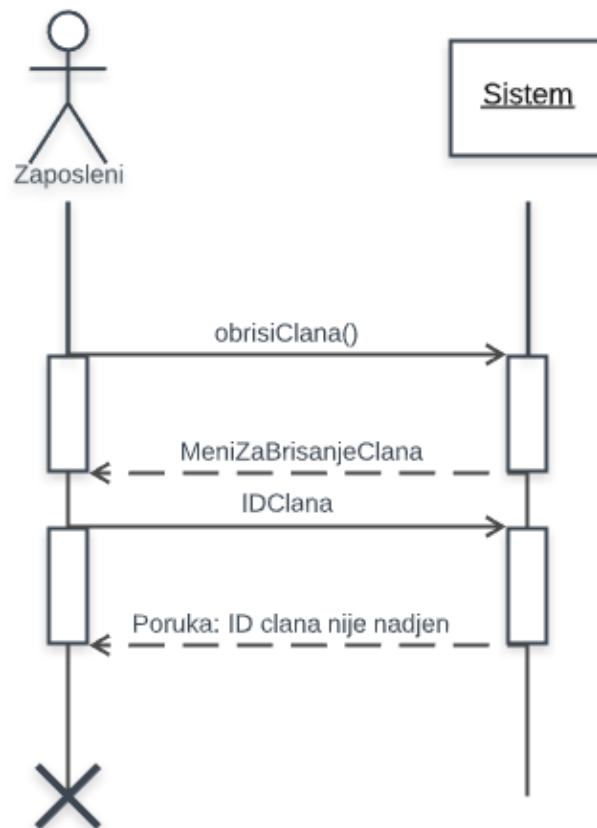 Zaposleni
Sistem
obrisiClana()
MeniZaBrisanjeClana
IDClana
Poruka: ID clana nije nadjen